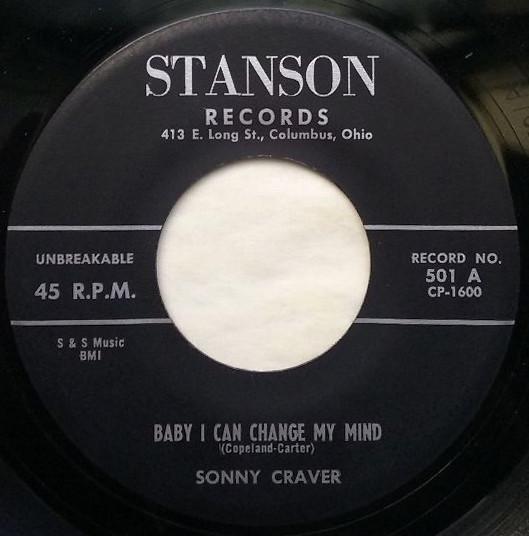 STANSON
RECORDS
413 E. Long St., Columbus, Ohio
UNBREAKABLE
45 R.P.M.
RECORD NO.
501 A
CP-1600
S & S Music
BMI
BABY I CAN CHANGE MY MIND
(Copeland-Carter)
SONNY CRAVER